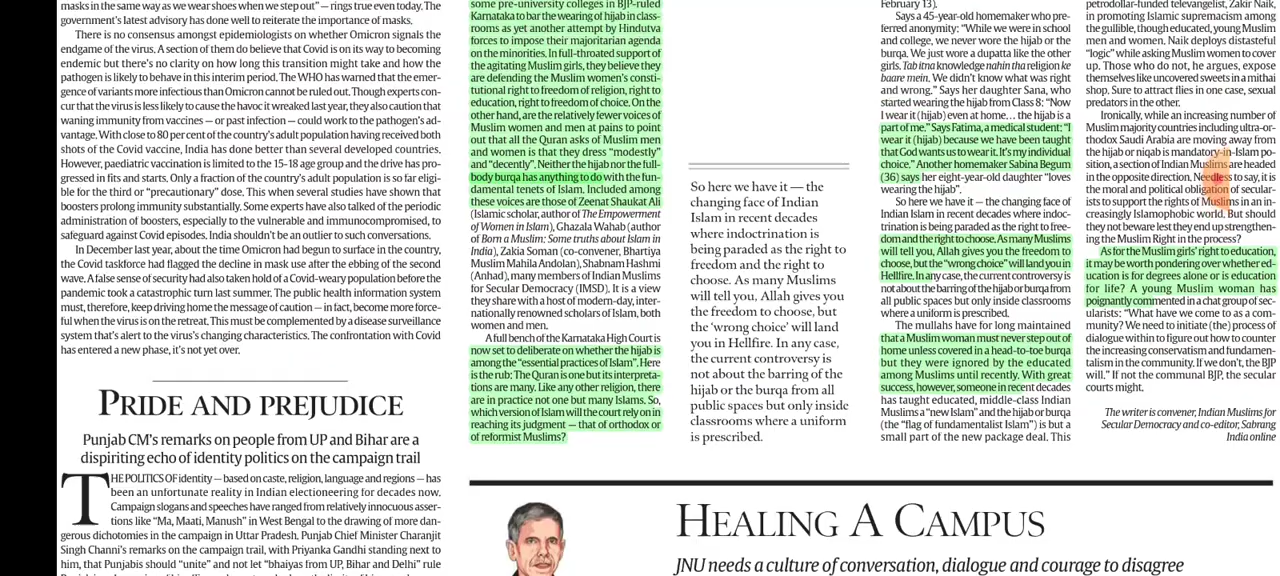 masks in the same way as we wear shoes when we step out" — rings true even today. The
government's latest advisory has done well to reiterate the importance of masks.
There is no consensus amongst epidemiologists on whether Omicron signals the
endgame of the virus. A section of them do believe that Covid is on its way to becoming
endemic but there's no clarity on how long this transition might take and how the
pathogen is likely to behave in this interim period. The WHO has warned that the emer-
gence of variants more infectious than Omicron cannot be ruled out. Though experts con-
cur that the virus is less likely to cause the havoc it wreaked last year, they also caution that
waning immunity from vaccines — or past infection — could work to the pathogen's ad-
vantage. With close to 80 per cent of the country's adult population having received both
shots of the Covid vaccine, India has done better than several developed countries.
However, paediatric vaccination is limited to the 15-18 age group and the drive has pro-
gressed in fits and starts. Only a fraction of the country's adult population is so far eligi-
ble for the third or "precautionary" dose. This when several studies have shown that
boosters prolong immunity substantially. Some experts have also talked of the periodic
administration of boosters, especially to the vulnerable and immunocompromised, to
safeguard against Covid episodes. India shouldn't be an outlier to such conversations.
In December last year, about the time Omicron had begun to surface in the country,
the Covid taskforce had flagged the decline in mask use after the ebbing of the second
wave. A false sense of security had also taken hold of a Covid-weary population before the
pandemic took a catastrophic turn last summer. The public health information system
must, therefore, keep driving home the message of caution — in fact, become more force-
ful when the virus is on the retreat. This must be complemented by a disease surveillance
system that's alert to the virus's changing characteristics. The confrontation with Covid
has entered a new phase, it's not yet over.
PRIDE AND PREJUDICE
Punjab CM's remarks on people from UP and Bihar are a
dispiriting echo of identity politics on the campaign trail
THE POLITICS OF identity — based on caste, religion, language and regions — has
been an unfortunate reality in Indian electioneering for decades now.
Campaign slogans and speeches have ranged from relatively innocuous asser-
tions like "Ma, Maati, Manush" in West Bengal to the drawing of more dan-
gerous dichotomies in the campaign in Uttar Pradesh. Punjab Chief Minister Charanjit
Singh Channi's remarks on the campaign trail, with Priyanka Gandhi standing next to
him, that Punjabis should "unite" and not let "bhaiyas from UP, Bihar and Delhi" rule
some pre-university colleges in BJP-ruled
Karnataka to bar the wearing of hijab in class-
rooms as yet another attempt by Hindutva
forces to impose their majoritarian agenda
on the minorities. In full-throated support of
the agitating Muslim girls, they believe they
are defending the Muslim women's consti-
tutional right to freedom of religion, right to
education, right to freedom of choice. On the
other hand, are the relatively fewer voices of
Muslim women and men at pains to point
out that all the Quran asks of Muslim men
and women is that they dress "modestly"
and "decently". Neither the hijab nor the full-
body burqa has anything to do with the fun-
damental tenets of Islam. Included among
these voices are those of Zeenat Shaukat Ali
(Islamic scholar, author of The Empowerment
of Women in Islam), Ghazala Wahab (author
of Born a Muslim: Some truths about Islam in
India), Zakia Soman (co-convener, Bhartiya
Muslim Mahila Andolan), Shabnam Hashmi
(Anhad), many members of Indian Muslims
for Secular Democracy (IMSD). It is a view
they share with a host of modern-day, inter-
nationally renowned scholars of Islam, both
women and men.
A full bench of the Karnataka High Court is
now set to deliberate on whether the hijab is
among the "essential practices of Islam". Here
is the rub; The Quran is one but its interpreta-
tions are many. Like any other religion, there
are in practice not one but many Islams. So,
which version of Islam will the court rely on in
reaching its judgment — that of orthodox or
of reformist Muslims?
So here we have it — the
changing face of Indian
Islam in recent decades
where indoctrination is
being paraded as the right to
freedom and the right to
choose. As many Muslims
will tell you, Allah gives you
the freedom to choose, but
the 'wrong choice' will land
you in Hellfire. In any case,
the current controversy is
not about the barring of the
hijab or the burqa from all
public spaces but only inside
classrooms where a uniform
is prescribed.
February 13).
Says a 45-year-old homemaker who pre-
ferred anonymity: "While we were in school
and college, we never wore the hijab or the
burqa. We just wore a dupatta like the other
girls. Tab itna knowledge nahin tha religion ke
baare mein. We didn't know what was right
and wrong." Says her daughter Sana, who
started wearing the hijab from Class 8: "Now
I wear it (hijab) even at home... the hijab is a
part of me." Says Fatima, a medical student: "I
wear it (hijab) because we have been taught
that God wants us to wear it. It's my individual
choice." Another homemaker Sabina Begum
(36) says her eight-year-old daughter "loves
wearing the hijab".
So here we have it — the changing face of
Indian Islam in recent decades where indoc-
trination is being paraded as the right to free-
dom and the right to choose. As many Muslims
will tell you, Allah gives you the freedom to
choose, but the "wrong choice" will land you in
Hellfire. In any case, the current controversy is
not about the barring of the hijab or burqa from
all public spaces but only inside classrooms
where a uniform is prescribed.
The mullahs have for long maintained
that a Muslim woman must never step out of
home unless covered in a head-to-toe burqa
but they were ignored by the educated
among Muslims until recently. With great
success, however, someone in recent decades
has taught educated, middle-class Indian
Muslims a "new Islam" and the hijab or burqa
(the "flag of fundamentalist Islam") is but a
small part of the new package deal. This
petrodollar-funded televangelist, Zakir Naik,
in promoting Islamic supremacism among
the gullible, though educated, young Muslim
men and women. Naik deploys distasteful
"logic" while asking Muslim women to cover
up. Those who do not, he argues, expose
themselves like uncovered sweets in a mithai
shop. Sure to attract flies in one case, sexual
predators in the other.
Ironically, while an increasing number of
Muslim majority countries including ultra-or-
thodox Saudi Arabia are moving away from
the hijab or niqab is mandatory-in-Islam po-
sition, a section of Indian Muslims are headed
in the opposite direction. Needless to say, it is
the moral and political obligation of secular-
ists to support the rights of Muslims in an in-
creasingly Islamophobic world. But should
they not beware lest they end up strengthen-
ing the Muslim Right in the process?
As for the Muslim girls' right to education,
it may be worth pondering over whether ed-
ucation is for degrees alone or is education
for life? A young Muslim woman has
poignantly commented in a chat group of sec-
ularists: "What have we come to as a com-
munity? We need to initiate (the) process of
dialogue within to figure out how to counter
the increasing conservatism and fundamen-
talism in the community. If we don't, the BJP
will." If not the communal BJP, the secular
courts might.
The writer is convener, Indian Muslims for
Secular Democracy and co-editor, Sabrang
India online
HEALING A CAMPUS
JNU needs a culture of conversation, dialogue and courage to disagree